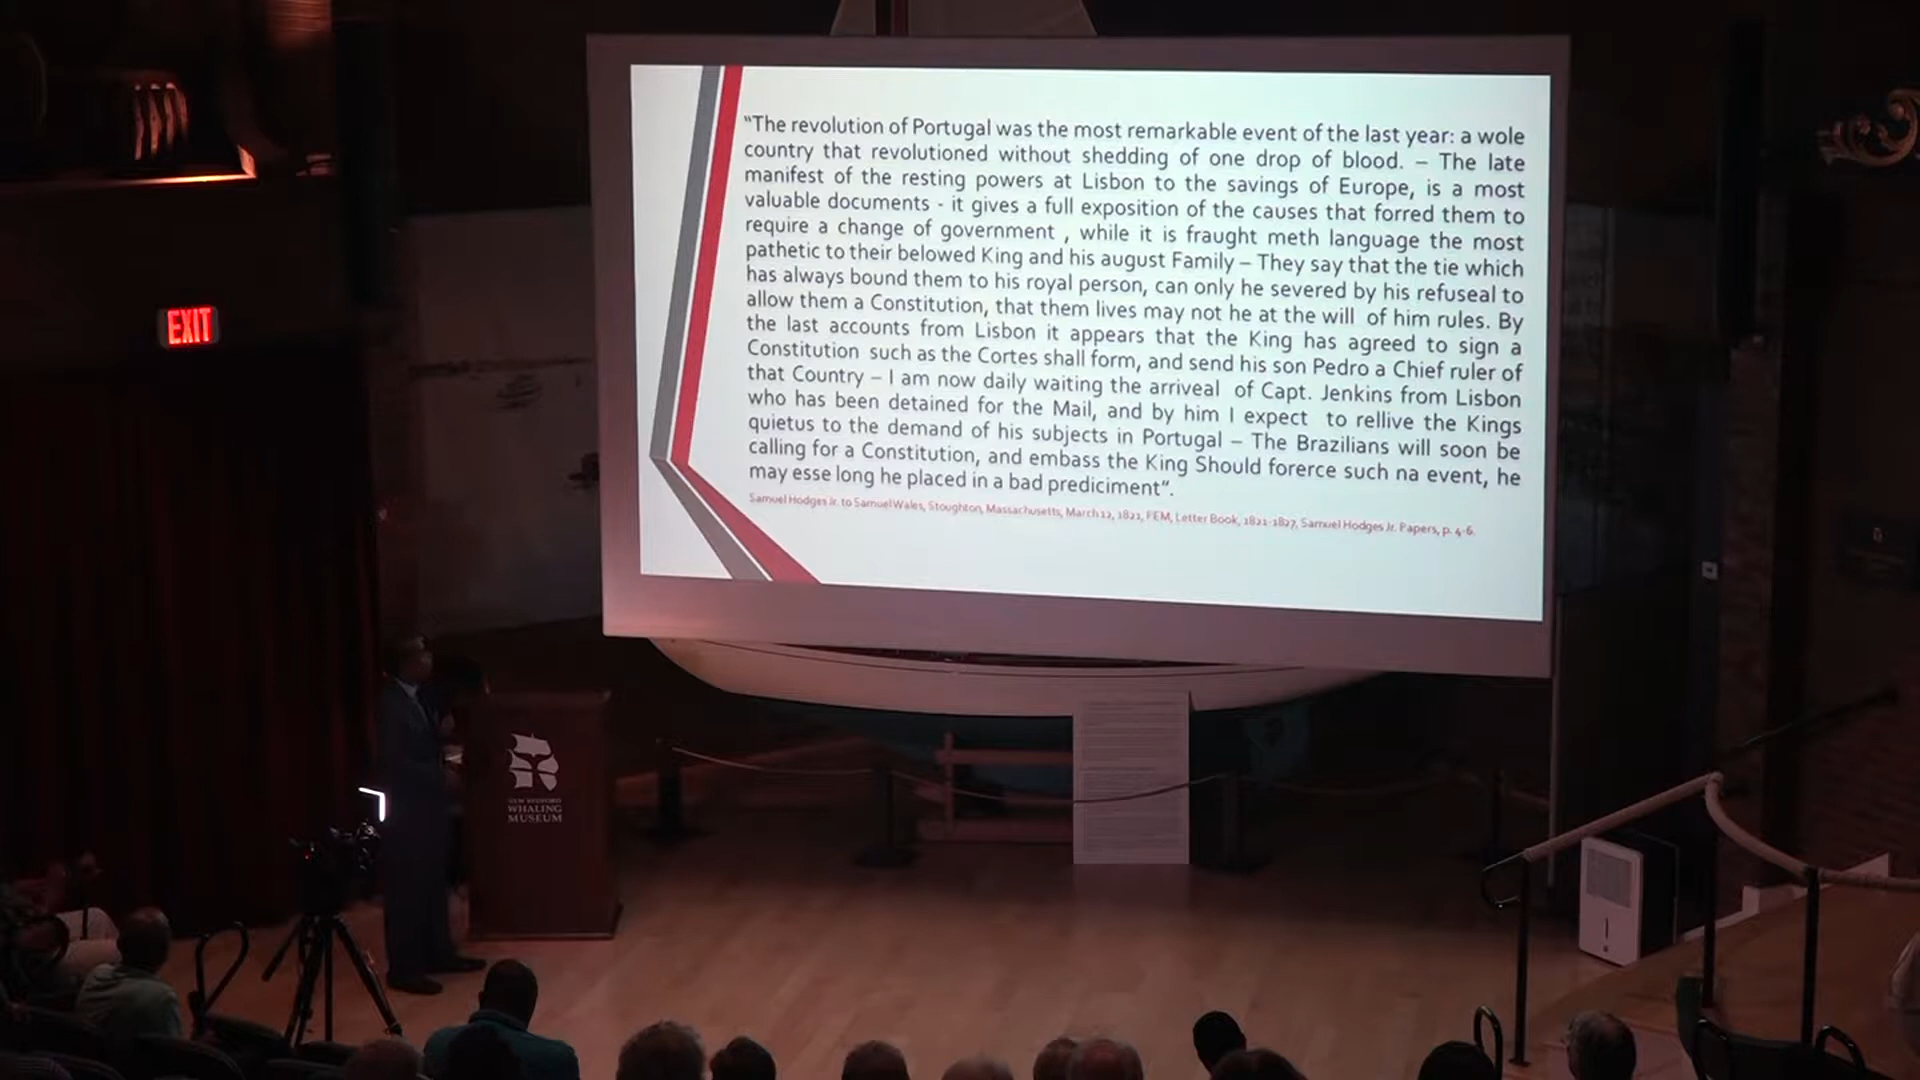 “The revolution of Portugal was the most remarkable event of the last year: a wole
country that revolutioned without shedding of one drop of blood. – The late
manifest of the resting powers at Lisbon to the savings of Europe, is a most
valuable documents - it gives a full exposition of the causes that forred them to
require a change of government , while it is fraught meth language the most
pathetic to their belowed King and his august Family – They say that the tie which
has always bound them to his royal person, can only he severed by his refuseal to
allow them a Constitution, that them lives may not he at the will of him rules. By
the last accounts from Lisbon it appears that the King has agreed to sign a
Constitution such as the Cortes shall form, and send his son Pedro a Chief ruler of
that Country – I am now daily waiting the arriveal of Capt. Jenkins from Lisbon
who has been detained for the Mail, and by him I expect to rellive the Kings
quietus to the demand of his subjects in Portugal – The Brazilians will soon be
calling for a Constitution, and embass the King Should forerce such na event, he
may esse long he placed in a bad prediciment“.
Samuel Hodges Jr. to Samuel Wales, Stoughton, Massachusetts, March 12, 1821, PEM, Letter Book, 1821-1827, Samuel Hodges Jr. Papers, p. 4-6.
EXIT
NEW BEDFORD
WHALING
MUSEUM